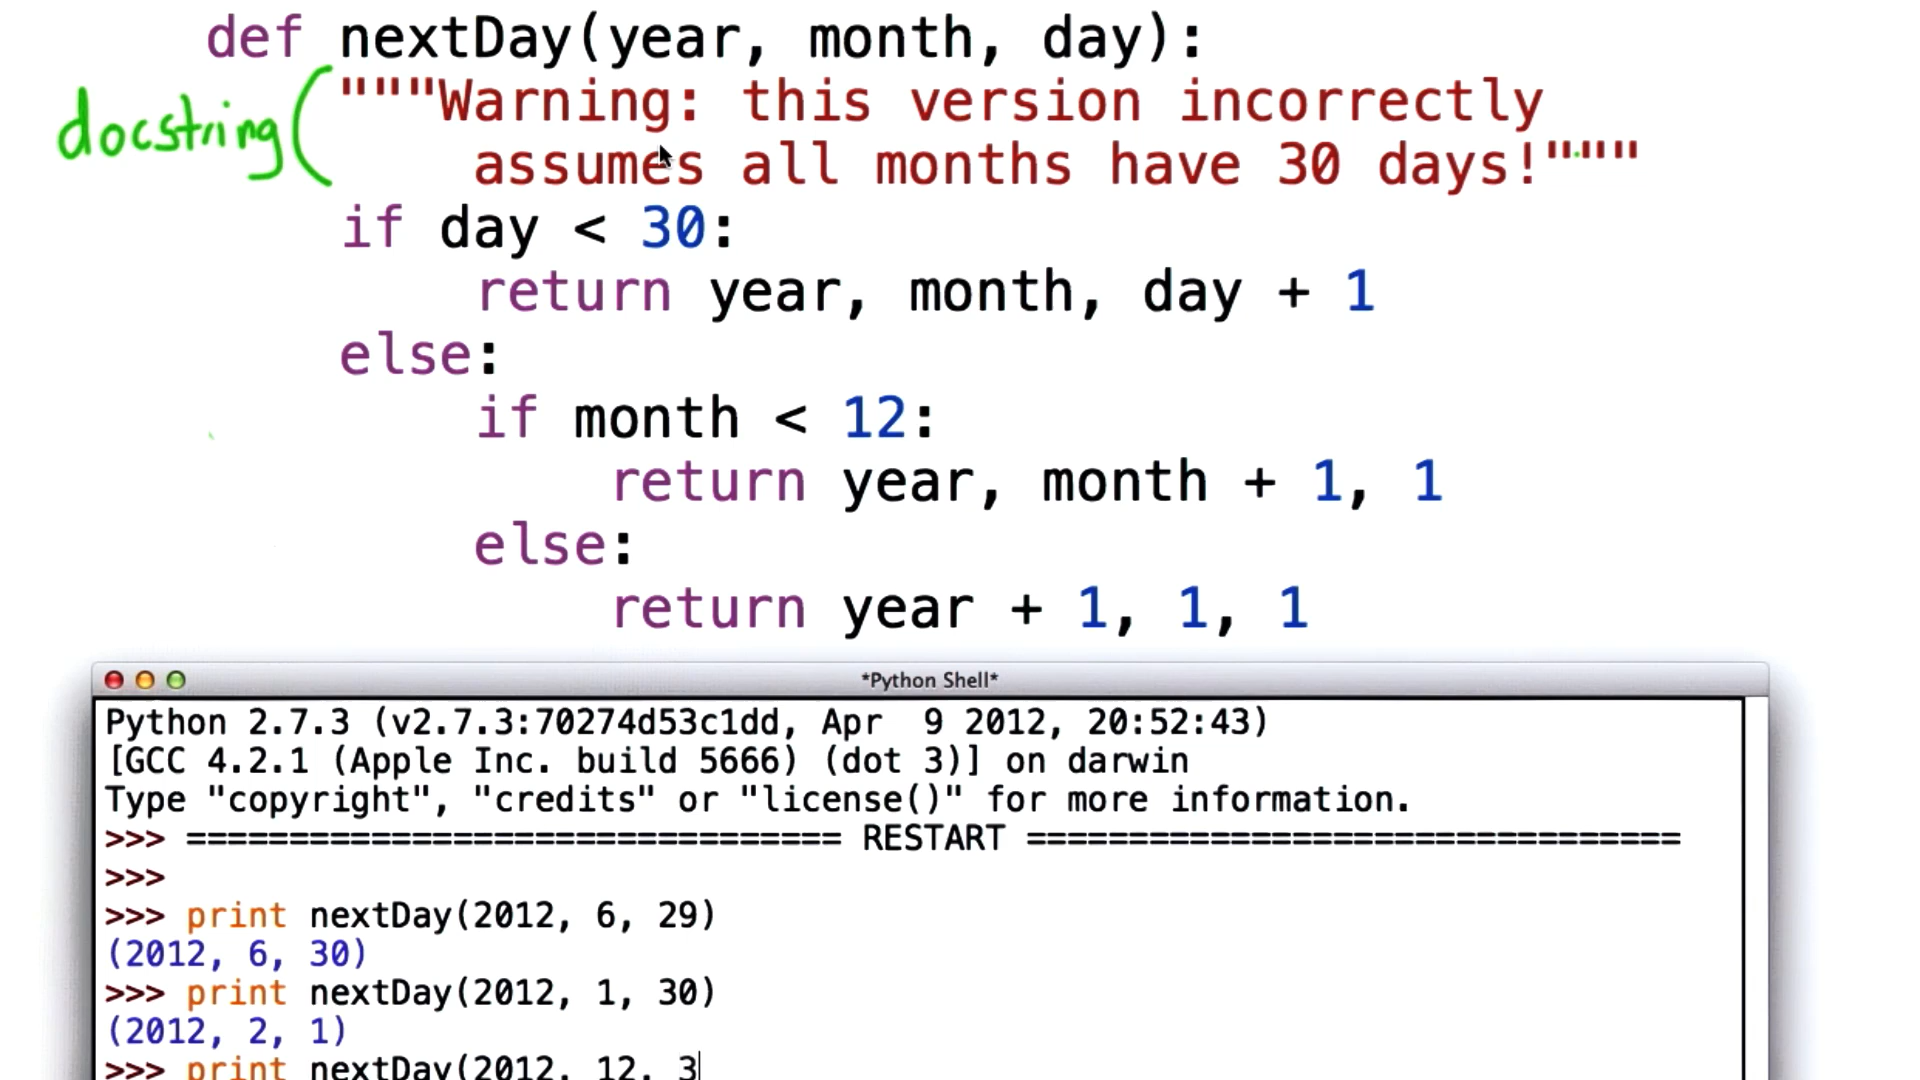 def nextDay(year, month, day):
docstring(
"""Warning: this version incorrectly
assumes all months have 30 days!"""
if day < 30:
return year, month, day + 1
else:
if month < 12:
return year, month + 1, 1
else:
return year + 1, 1, 1
*Python Shell*
Python 2.7.3 (v2.7.3:70274d53c1dd, Apr  9 2012, 20:52:43)
[GCC 4.2.1 (Apple Inc. build 5666) (dot 3)] on darwin
Type "copyright", "credits" or "license()" for more information.
>>> ================================ RESTART ================================
>>>
>>> print nextDay(2012, 6, 29)
(2012, 6, 30)
>>> print nextDay(2012, 1, 30)
(2012, 2, 1)
>>> print nextDay(2012, 12, 3